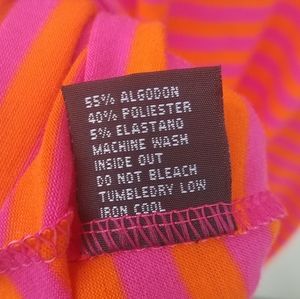 55% ALGODON
40% POLIESTER
5% ELASTANO
MACHINE WASH
INSIDE OUT
DO NOT BLEACH
TUMBLEDRY LOW
IRON COOL